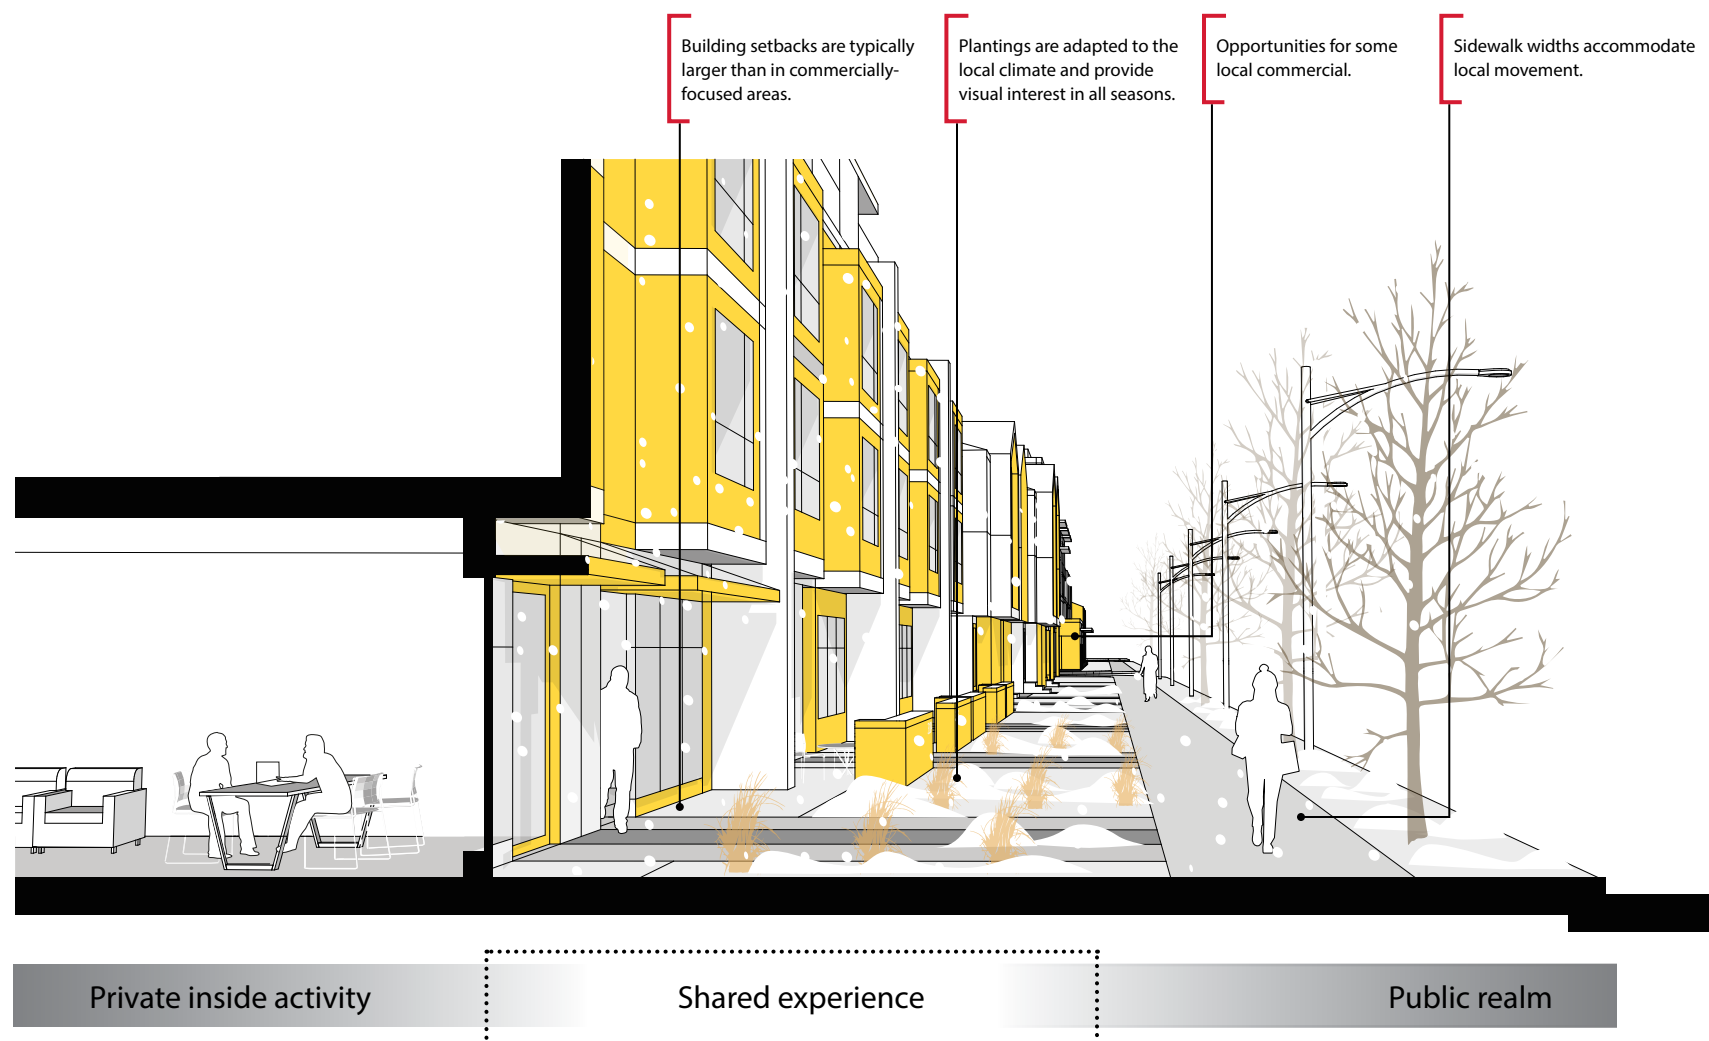 Building setbacks are typically
larger than in commercially-
focused areas.
Plantings are adapted to the
local climate and provide
visual interest in all seasons.
Opportunities for some
local commercial.
Sidewalk widths accommodate
local movement.
Private inside activity
Shared experience
Public realm